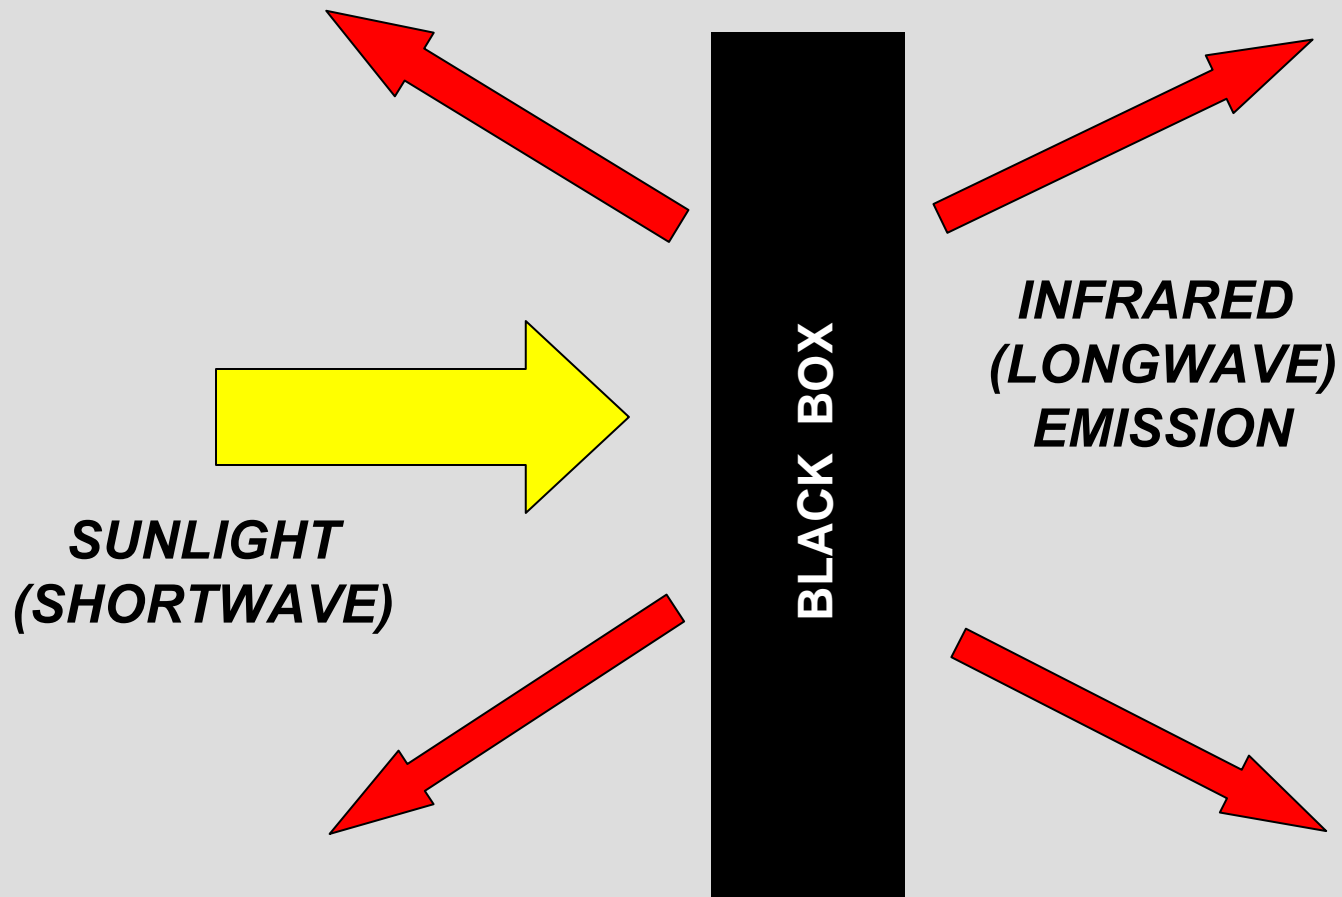 SUNLIGHT
(SHORTWAVE)
BLACK BOX
INFRARED
(LONGWAVE)
EMISSION